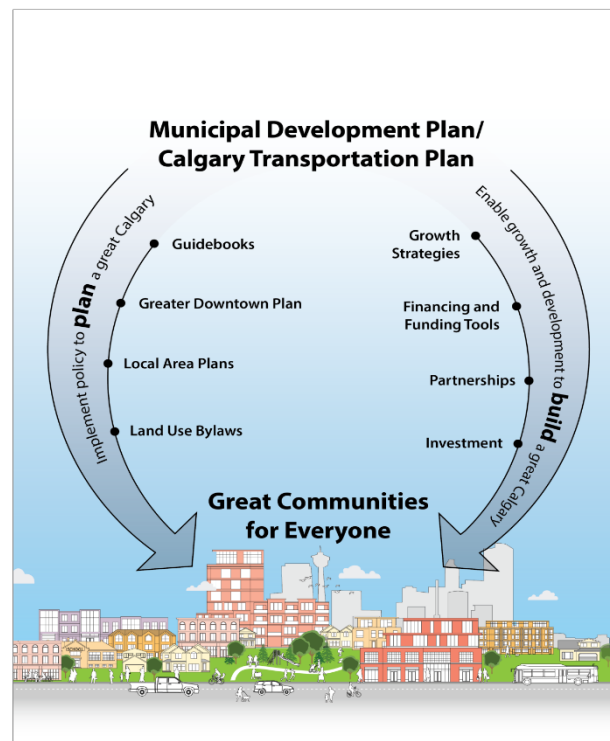 Municipal Development Plan/
Calgary Transportation Plan
Implement policy to plan a great Calgary
Guidebooks
Greater Downtown Plan
Local Area Plans
Land Use Bylaws
Enable growth and development to build a great Calgary
Growth
Strategies
Financing and
Funding Tools
Partnerships
Investment
Great Communities
for Everyone